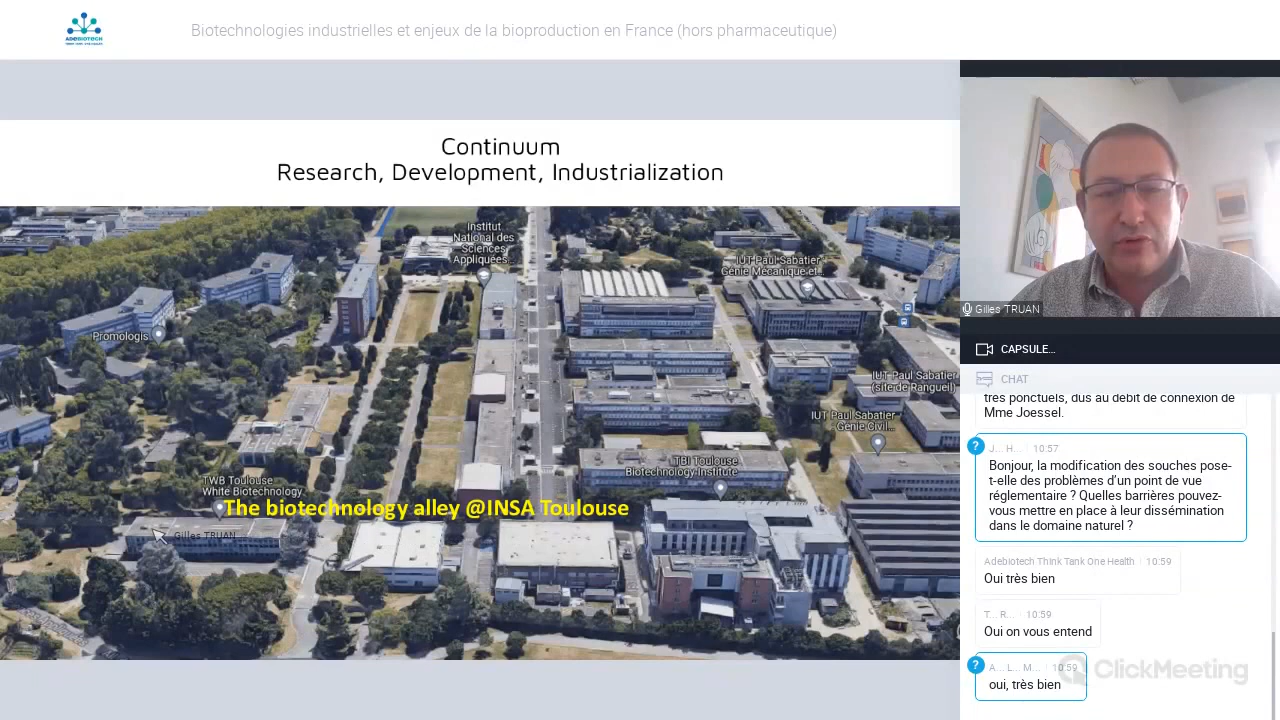 ADEBIOTECH
Biotechnologies industrielles et enjeux de la bioproduction en France (hors pharmaceutique)
Continuum
Research, Development, Industrialization
Institut
National des
Sciences
Appliquées...
IUT Paul Sabatier
Génie Mécanique et...
Promologis
IUT Paul Sabatier
(site de Rangueil)
IUT Paul Sabatier
Génie Civil...
TBI Toulouse
Biotechnology Institute
TWB Toulouse
White Biotechnology
The biotechnology alley @INSA Toulouse
Gilles TRUAN
Gilles TRUAN
CAPSULE...
CHAT
très ponctuels, dus au débit de connexion de
Mme Joessel.
?
J... H... 10:57
Bonjour, la modification des souches pose-
t-elle des problèmes d'un point de vue
réglementaire ? Quelles barrières pouvez-
vous mettre en place à leur dissémination
dans le domaine naturel ?
Adebiotech Think Tank One Health 10:59
Oui très bien
T... R... 10:59
Oui on vous entend
?
A... L... M... 10:59
oui, très bien
ClickMeeting